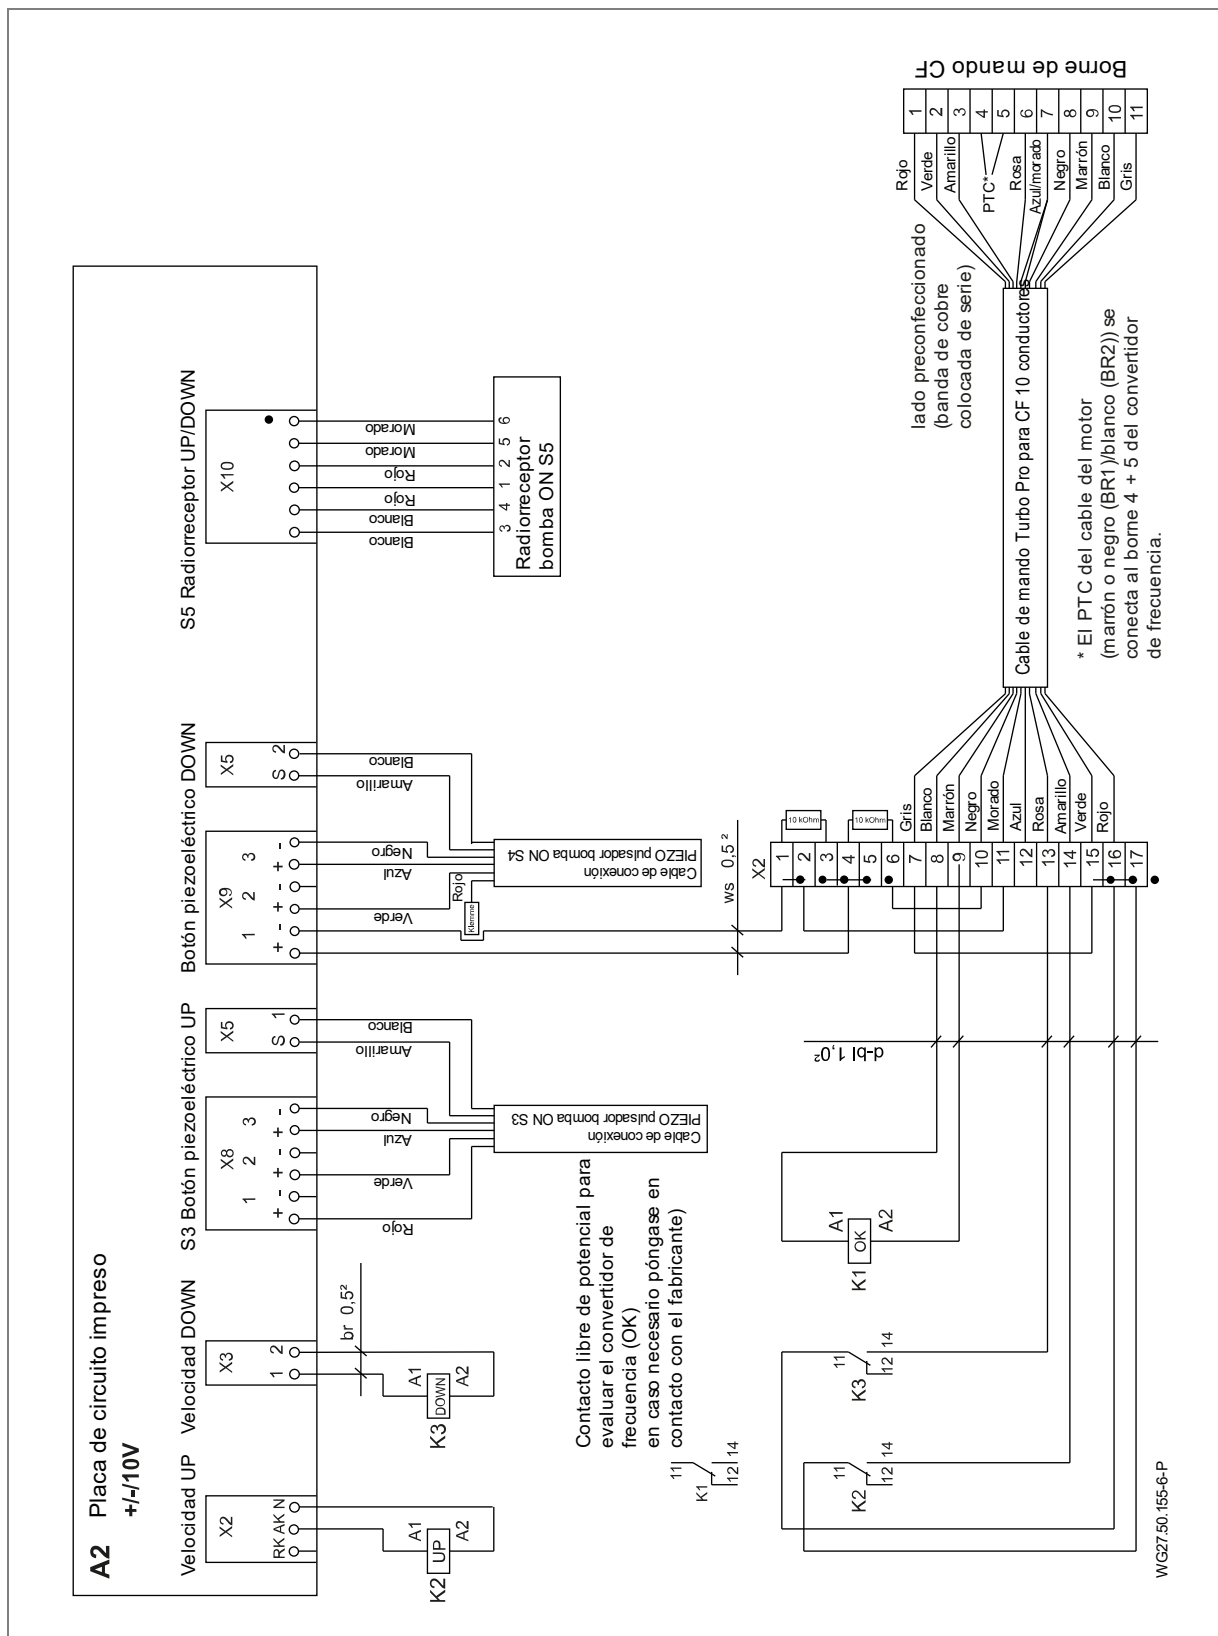 A2 Placa de circuito impreso
+/-/10V
Velocidad UP
X2
RK AK N
A1
K2 UP
A2
Velocidad DOWN
X3
1 2
br 0,5²
A1
K3 DOWN
A2
S3 Botón piezoeléctrico UP
X8
1 2 3
+ - + - + -
Rojo
Verde
Azul
Negro
X5
S 1
Amarillo
Blanco
Cable de conexión
PIEZO pulsador bomba ON S3
Botón piezoeléctrico DOWN
X9
1 2 3
+ - + - + -
Verde
Klemme
Rojo
Azul
Negro
X5
S 2
Amarillo
Blanco
Cable de conexión
PIEZO pulsador bomba ON S4
S5 Radiorreceptor UP/DOWN
X10
Blanco
Blanco
Rojo
Rojo
Morado
Morado
3 4 1 2 5 6
Radiorreceptor
bomba ON S5
Contacto libre de potencial para
evaluar el convertidor de
frecuencia (OK)
en caso necesario póngase en
contacto con el fabricante)
11
K1
12 14
ws 0,5²
X2
10 kOhm
10 kOhm
1
2
3
4
5
6
7
8
9
10
11
12
13
14
15
16
17
Gris
Blanco
Marrón
Negro
Morado
Azul
Rosa
Amarillo
Verde
Rojo
d-bl 1,0²
A1
K1 OK
A2
11
K3
12 14
11
K2
12 14
Cable de mando Turbo Pro para CF 10 conductores
lado preconfeccionado
(banda de cobre
colocada de serie)
Borne de mando CF
1
2
3
4
5
6
7
8
9
10
11
Rojo
Verde
Amarillo
PTC*
Rosa
Azul/morado
Negro
Marrón
Blanco
Gris
* El PTC del cable del motor
(marrón o negro (BR1)/blanco (BR2)) se
conecta al borne 4 + 5 del convertidor
de frecuencia.
WG27.50.155-6-P